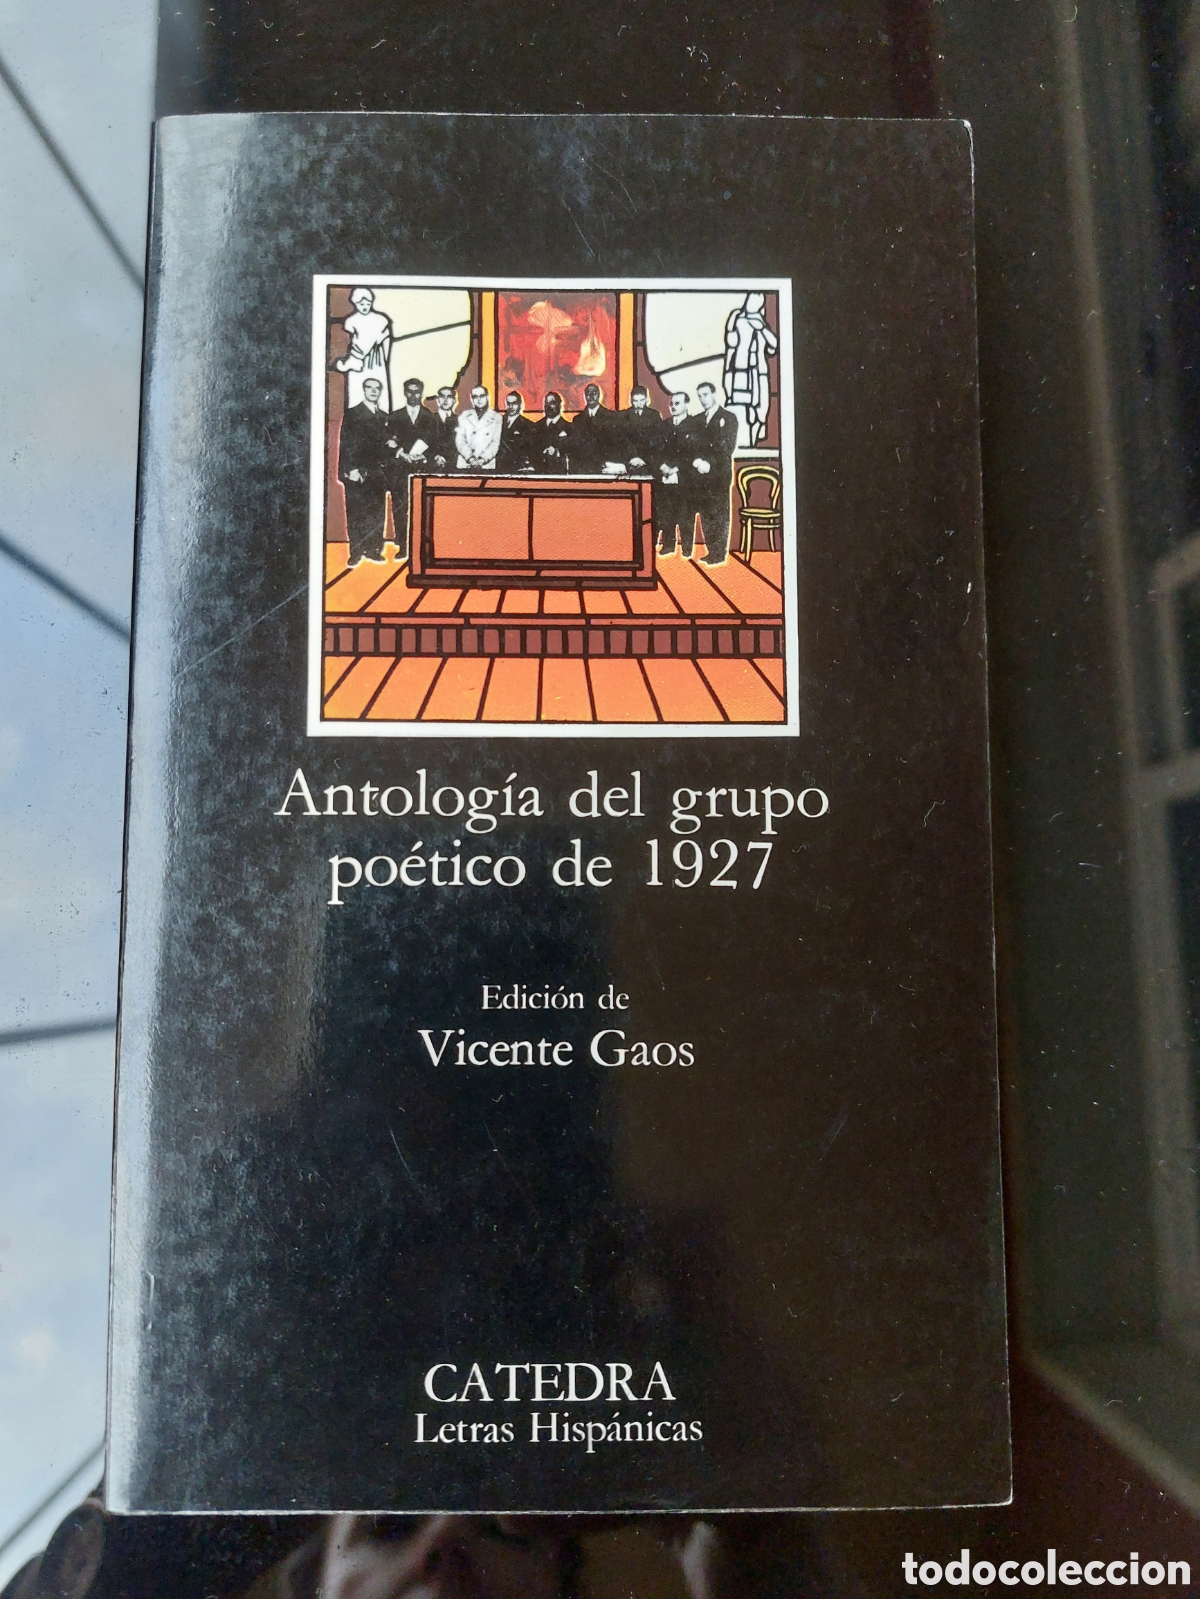 Antología del grupo
poético de 1927
Edición de
Vicente Gaos
CATEDRA
Letras Hispánicas
todocoleccion